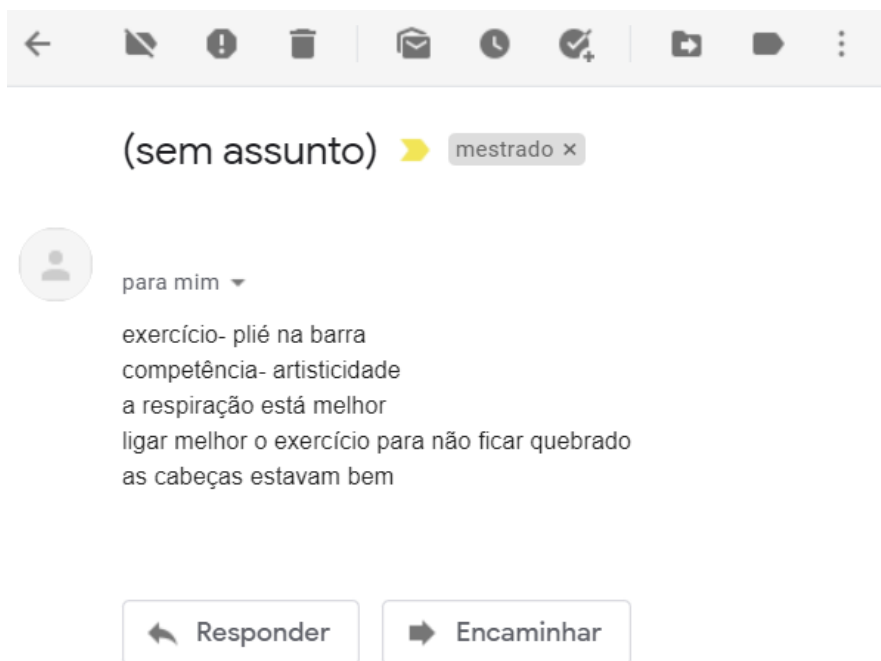 (sem assunto) mestrado ×
para mim
exercício- plié na barra
competência- artisticidade
a respiração está melhor
ligar melhor o exercício para não ficar quebrado
as cabeças estavam bem
Responder Encaminhar